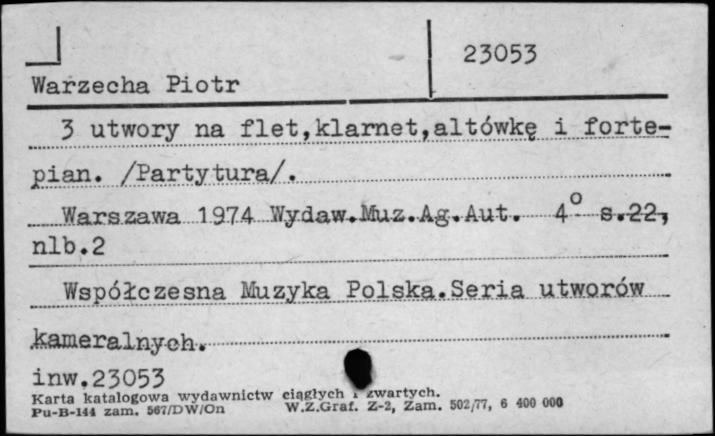 23053
Warzecha Piotr
3 utwory na flet,klarnet,altówkę i forte-
pian. /Partytura/.
Warszawa 1974 Wydaw.Muz.Ag.Aut. 4° s.22,
nlb.2
Współczesna Muzyka Polska.Seria utworów
kameralnych.
inw.23053
Karta katalogowa wydawnictw ciągłych i zwartych.
Pu-B-144 zam. 567/DW/On W.Z.Graf. Z-2, Zam. 502/77, 6 400 000